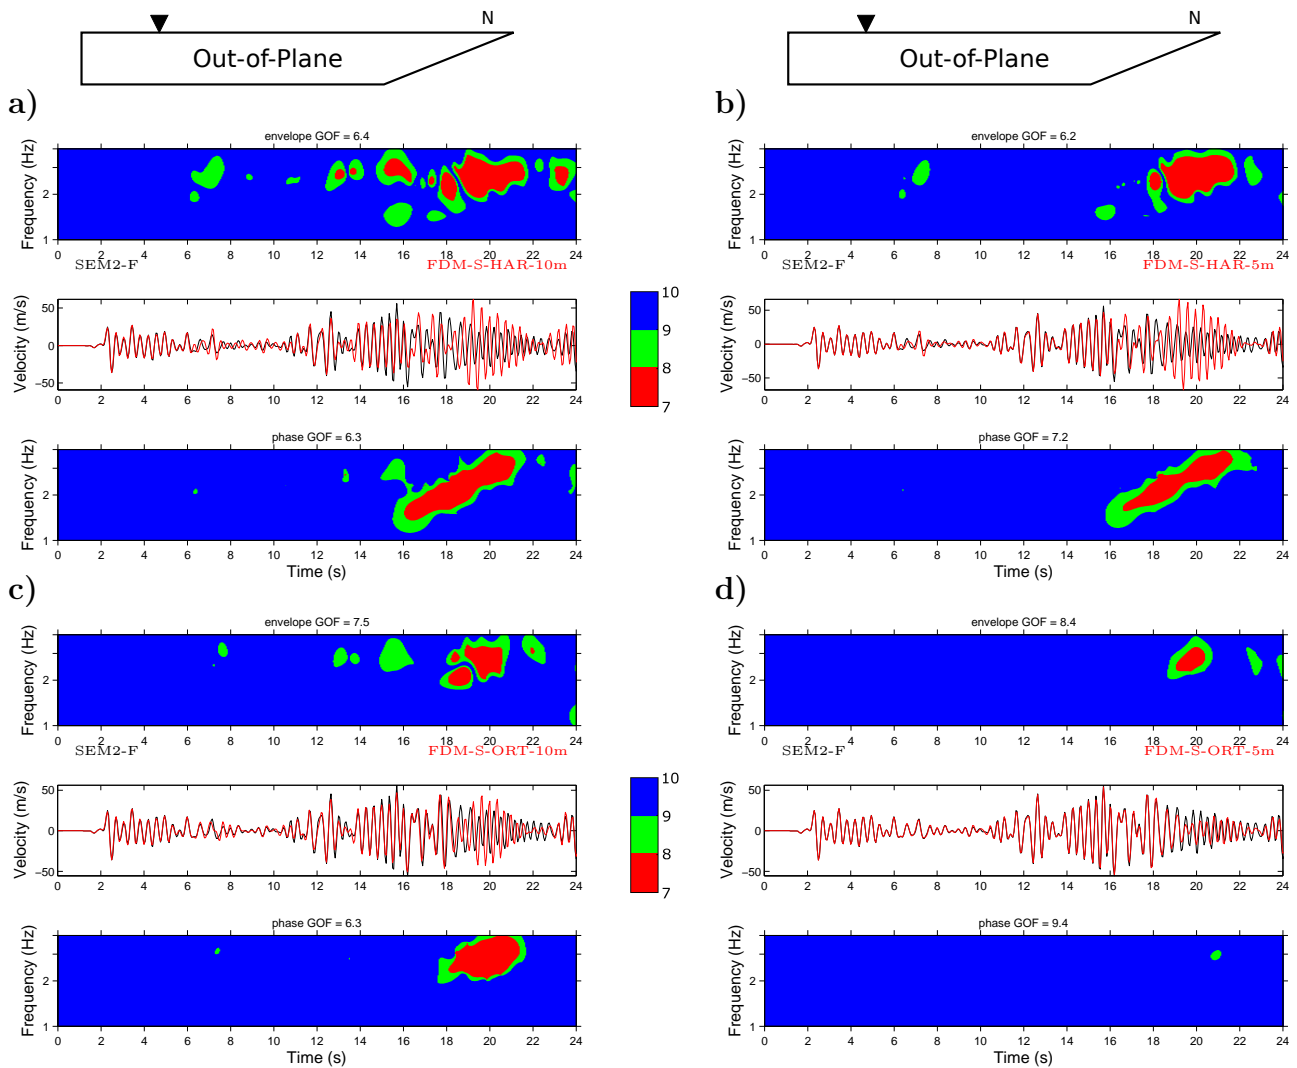 N
Out-of-Plane
a)
envelope GOF = 6.4
Frequency (Hz)
2
1
0 2 4 6 8 10 12 14 16 18 20 22 24
SEM2-F FDM-S-HAR-10m
Velocity (m/s)
50
0
−50
0 2 4 6 8 10 12 14 16 18 20 22 24
phase GOF = 6.3
Frequency (Hz)
2
1
0 2 4 6 8 10 12 14 16 18 20 22 24
Time (s)
N
Out-of-Plane
b)
envelope GOF = 6.2
Frequency (Hz)
2
1
0 2 4 6 8 10 12 14 16 18 20 22 24
SEM2-F FDM-S-HAR-5m
Velocity (m/s)
50
0
−50
0 2 4 6 8 10 12 14 16 18 20 22 24
phase GOF = 7.2
Frequency (Hz)
2
1
0 2 4 6 8 10 12 14 16 18 20 22 24
Time (s)
10
9
8
7
c)
envelope GOF = 7.5
Frequency (Hz)
2
1
0 2 4 6 8 10 12 14 16 18 20 22 24
SEM2-F FDM-S-ORT-10m
Velocity (m/s)
50
0
−50
0 2 4 6 8 10 12 14 16 18 20 22 24
phase GOF = 6.3
Frequency (Hz)
2
1
0 2 4 6 8 10 12 14 16 18 20 22 24
Time (s)
d)
envelope GOF = 8.4
Frequency (Hz)
2
1
0 2 4 6 8 10 12 14 16 18 20 22 24
SEM2-F FDM-S-ORT-5m
Velocity (m/s)
50
0
−50
0 2 4 6 8 10 12 14 16 18 20 22 24
phase GOF = 9.4
Frequency (Hz)
2
1
0 2 4 6 8 10 12 14 16 18 20 22 24
Time (s)
10
9
8
7